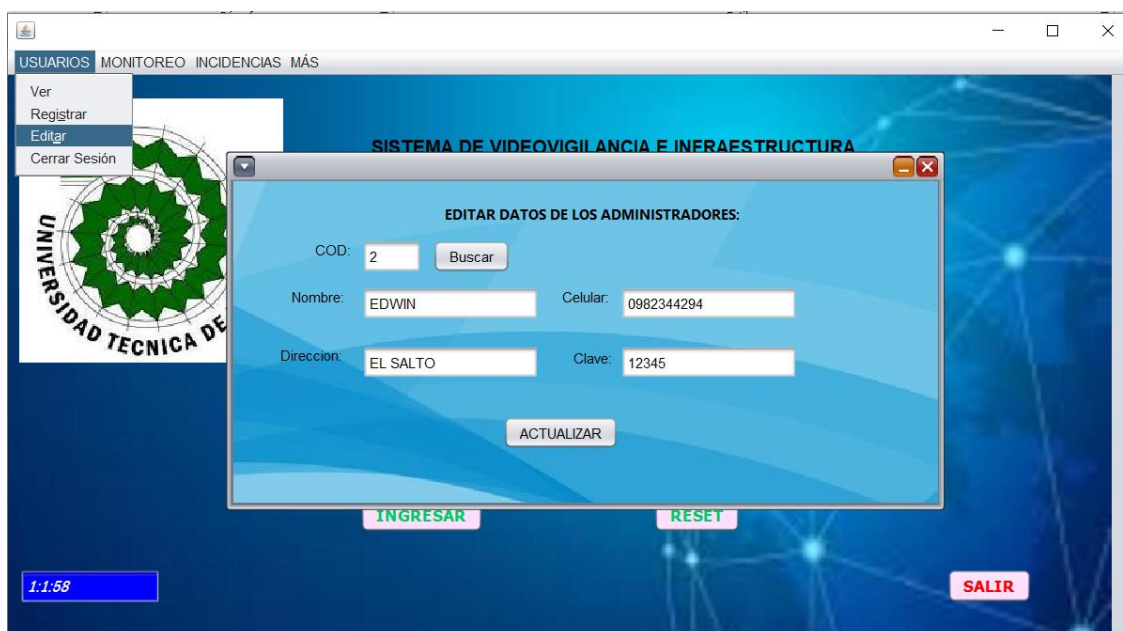 USUARIOS MONITOREO INCIDENCIAS MÁS
Ver
Registrar
Editar
Cerrar Sesión
UNIVERSIDAD TECNICA DE
SISTEMA DE VIDEOVIGILANCIA E INFRAESTRUCTURA
EDITAR DATOS DE LOS ADMINISTRADORES:
COD: 2 Buscar
Nombre: EDWIN Celular: 0982344294
Direccion: EL SALTO Clave: 12345
ACTUALIZAR
INGRESAR RESET
1:1:58 SALIR